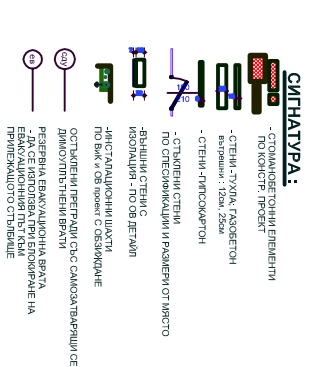 СИГНАТУРА:
- СТОМАНОБЕТОННИ ЕЛЕМЕНТИ
ПО КОНСТР. ПРОЕКТ
- СТЕНИ -ТУХЛА; ГАЗОБЕТОН
вътрешни : 12см, 25см
- СТЕНИ -ГИПСОКАРТОН
- СТЪКЛЕНИ СТЕНИ
ПО СПЕСИФИКАЦИИ И РАЗМЕРИ ОТ МЯСТО
210
-ВЪНШНИ СТЕНИ С
ИЗОЛАЦИЯ - ПО ОВ ДЕТАЙЛ
-ИНСТАЛАЦИОННИ ШАХТИ
ПО ВиК и ОВ проект С ОБЗИЖДАНЕ
СДУ
ОСТЪКЛЕНИ ПРЕГРАДИ СЪС САМОЗАТВАРЯЩИ СЕ
ДИМОУПЛЪТНЕНИ ВРАТИ
ЕВ
РЕЗЕРВНА ЕВАКУАЦИОННА ВРАТА
- ДА СЕ ИЗПОЛЗВА ПРИ БЛОКИРАНЕ НА
ЕВАКУАЦИОННИЯ ПЪТ КЪМ
ПРИЛЕЖАЩОТО СТЪЛБИЩЕ